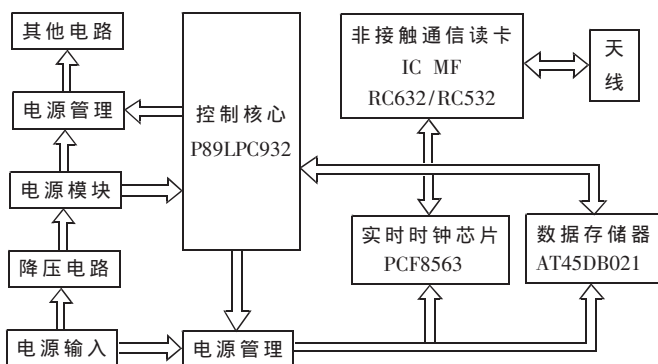 其他电路
电源管理
电源模块
降压电路
电源输入
控制核心
P89LPC932
电源管理
非接触通信读卡
IC MF
RC632/RC532
天
线
实时时钟芯片
PCF8563
数据存储器
AT45DB021